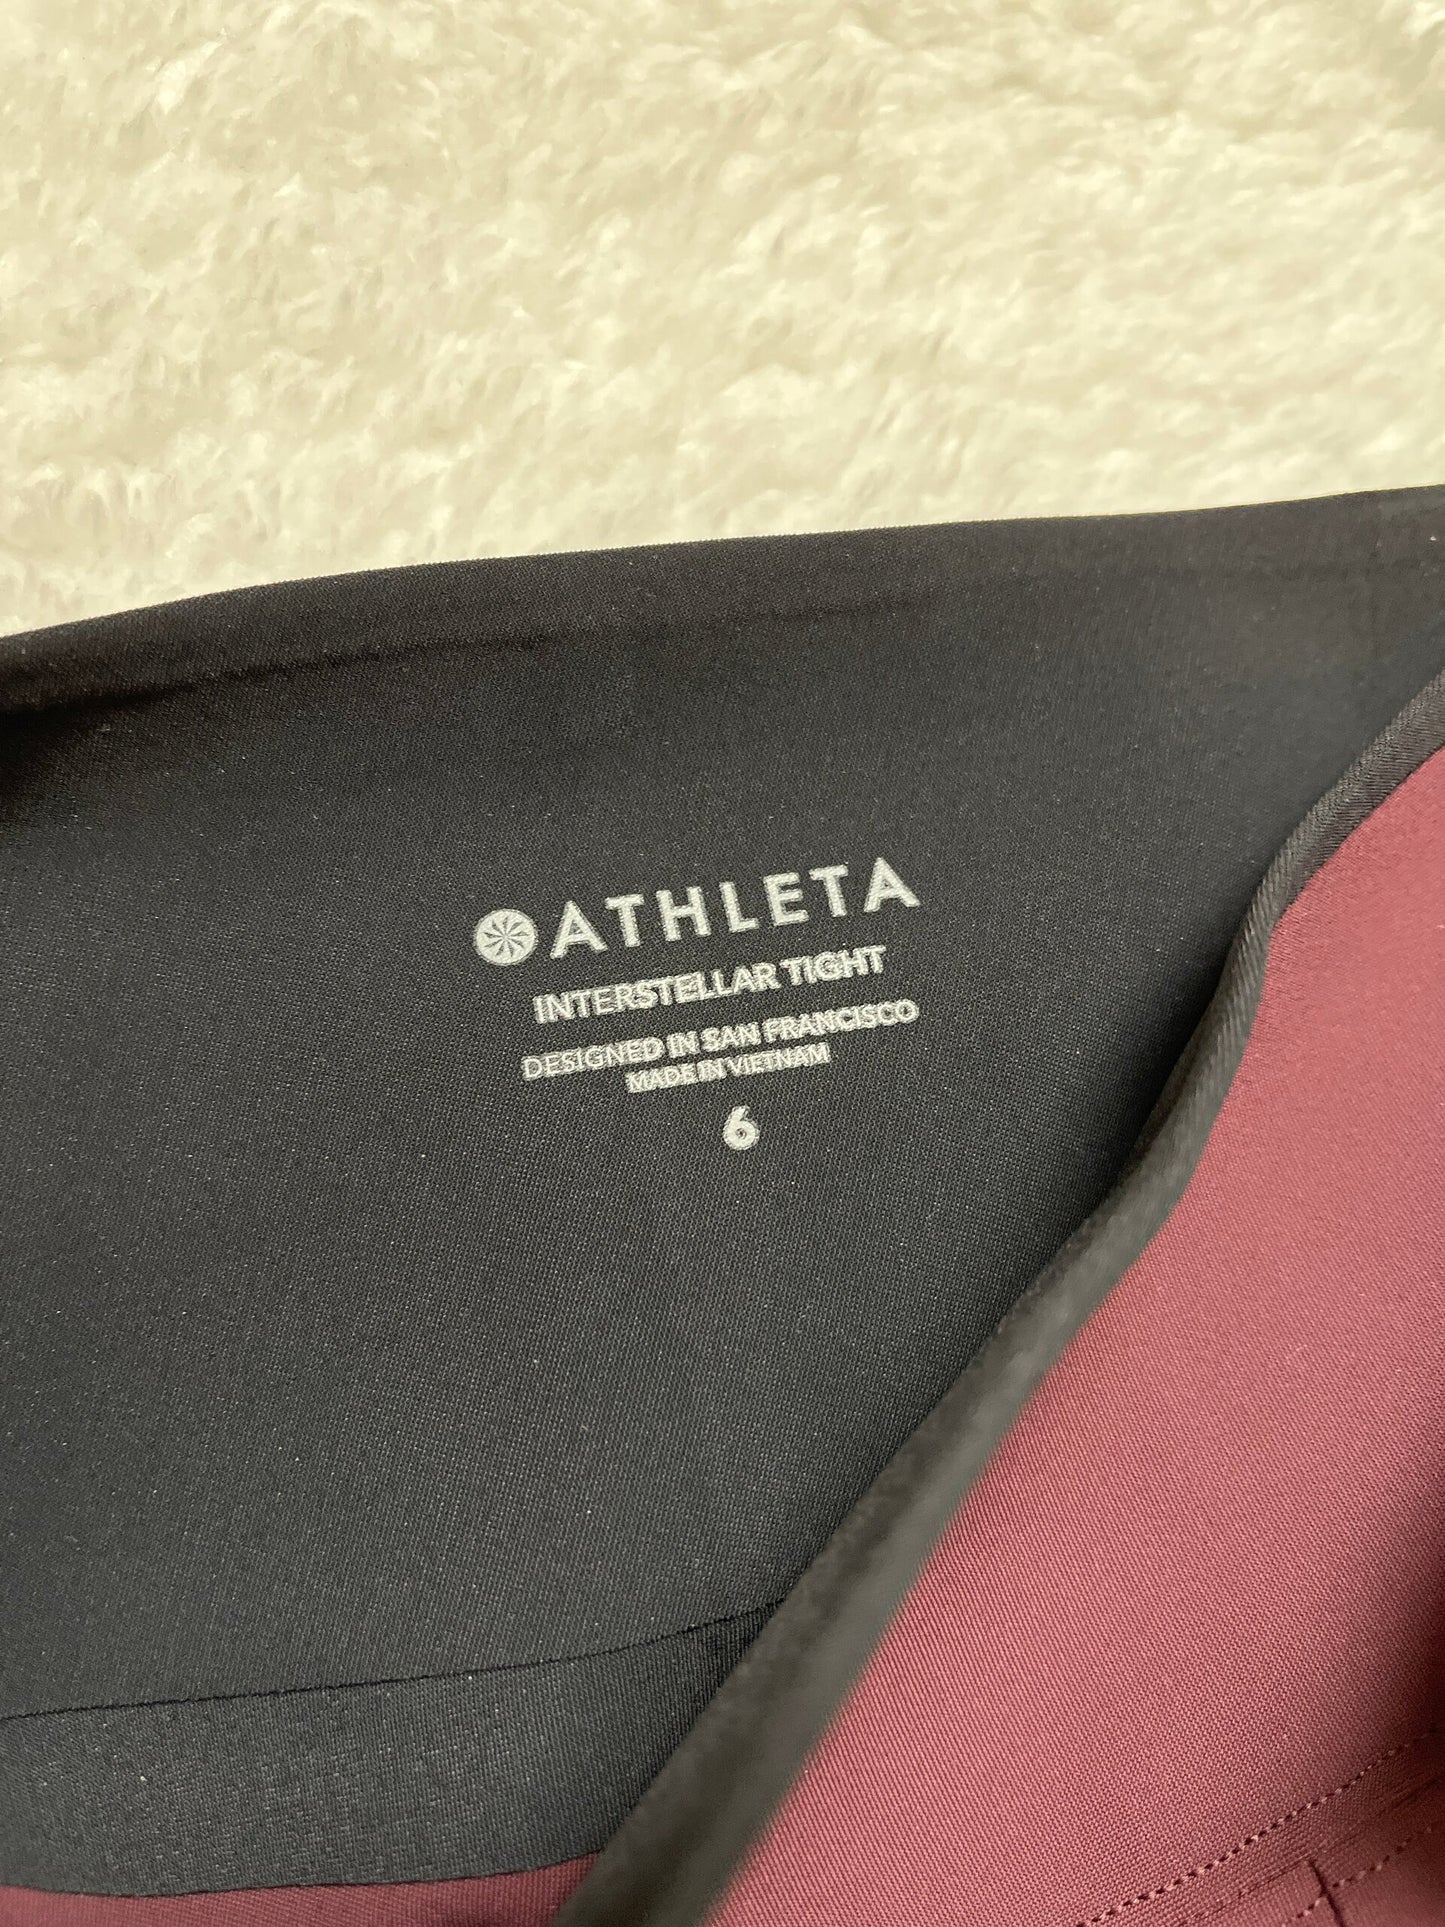 ATHLETA
INTERSTELLAR TIGHT
DESIGNED IN SAN FRANCISCO
MADE IN VIETNAM
6